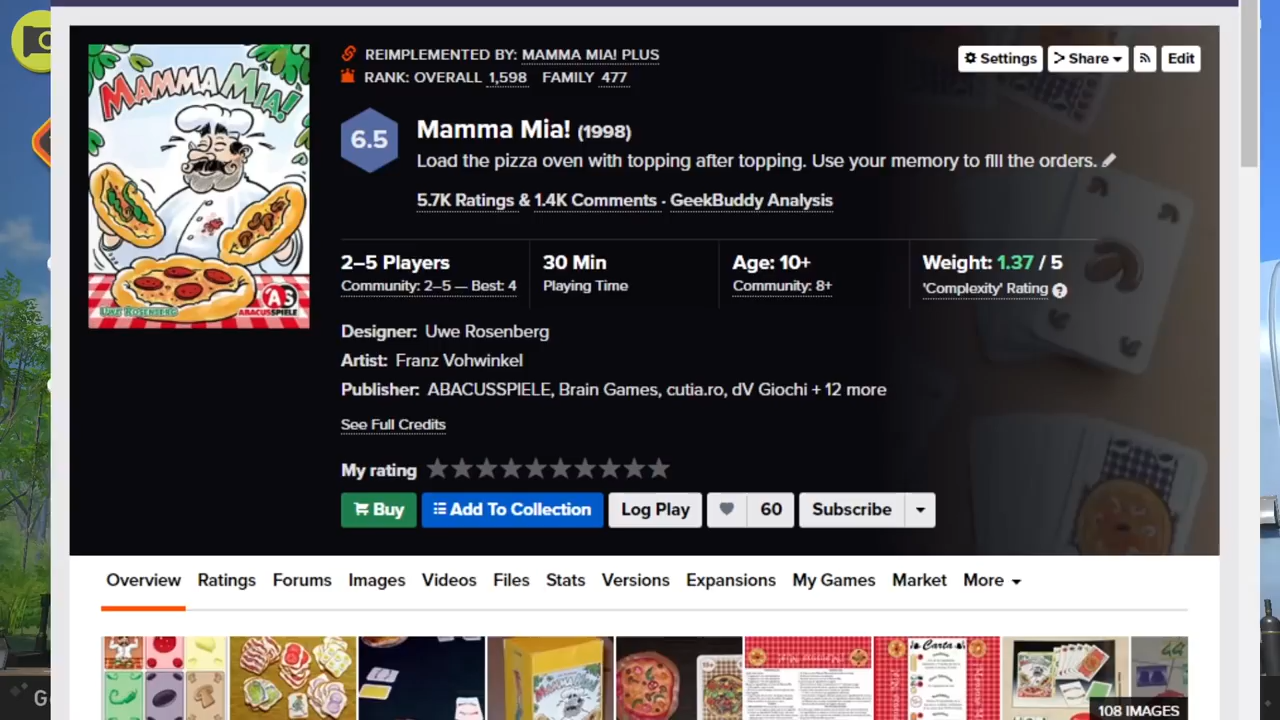 REIMPLEMENTED BY: MAMMA MIA! PLUS
RANK: OVERALL 1,598 FAMILY 477
Settings
Share
Edit
MAMMA MIA!
UWE ROSENBERG
ABACUSSPIELE
6.5
Mamma Mia! (1998)
Load the pizza oven with topping after topping. Use your memory to fill the orders.
5.7K Ratings & 1.4K Comments · GeekBuddy Analysis
2–5 Players
Community: 2–5 — Best: 4
30 Min
Playing Time
Age: 10+
Community: 8+
Weight: 1.37 / 5
'Complexity' Rating ?
Designer: Uwe Rosenberg
Artist: Franz Vohwinkel
Publisher: ABACUSSPIELE, Brain Games, cutia.ro, dV Giochi + 12 more
See Full Credits
My rating
Buy
Add To Collection
Log Play
60
Subscribe
Overview Ratings Forums Images Videos Files Stats Versions Expansions My Games Market More
Carta
108 IMAGES